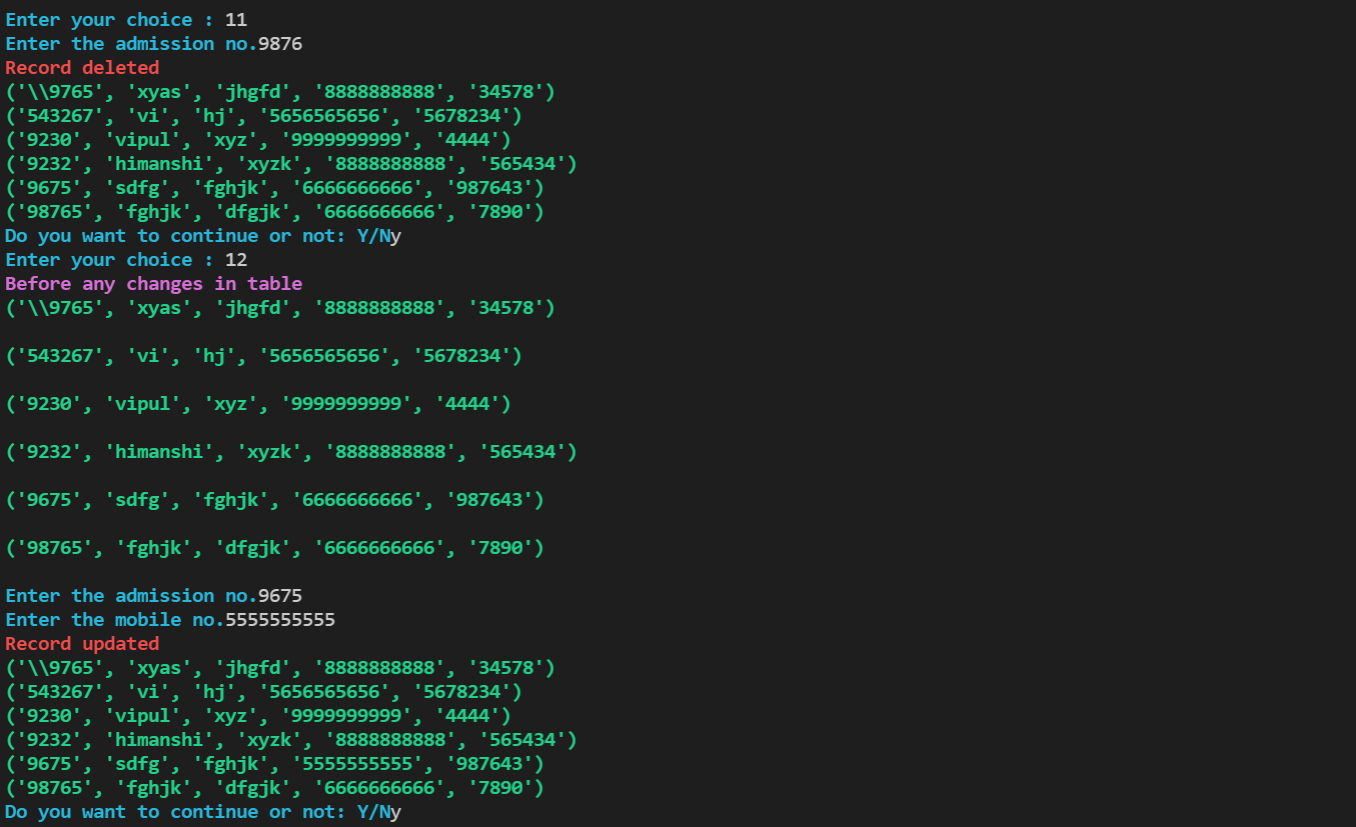 Enter your choice : 11
Enter the admission no.9876
Record deleted
('\\9765', 'xyas', 'jhgfd', '8888888888', '34578')
('543267', 'vi', 'hj', '5656565656', '5678234')
('9230', 'vipul', 'xyz', '9999999999', '4444')
('9232', 'himanshi', 'xyzk', '8888888888', '565434')
('9675', 'sdfg', 'fghjk', '6666666666', '987643')
('98765', 'fghjk', 'dfgjk', '6666666666', '7890')
Do you want to continue or not: Y/Ny
Enter your choice : 12
Before any changes in table
('\\9765', 'xyas', 'jhgfd', '8888888888', '34578')
('543267', 'vi', 'hj', '5656565656', '5678234')
('9230', 'vipul', 'xyz', '9999999999', '4444')
('9232', 'himanshi', 'xyzk', '8888888888', '565434')
('9675', 'sdfg', 'fghjk', '6666666666', '987643')
('98765', 'fghjk', 'dfgjk', '6666666666', '7890')
Enter the admission no.9675
Enter the mobile no.5555555555
Record updated
('\\9765', 'xyas', 'jhgfd', '8888888888', '34578')
('543267', 'vi', 'hj', '5656565656', '5678234')
('9230', 'vipul', 'xyz', '9999999999', '4444')
('9232', 'himanshi', 'xyzk', '8888888888', '565434')
('9675', 'sdfg', 'fghjk', '5555555555', '987643')
('98765', 'fghjk', 'dfgjk', '6666666666', '7890')
Do you want to continue or not: Y/Ny